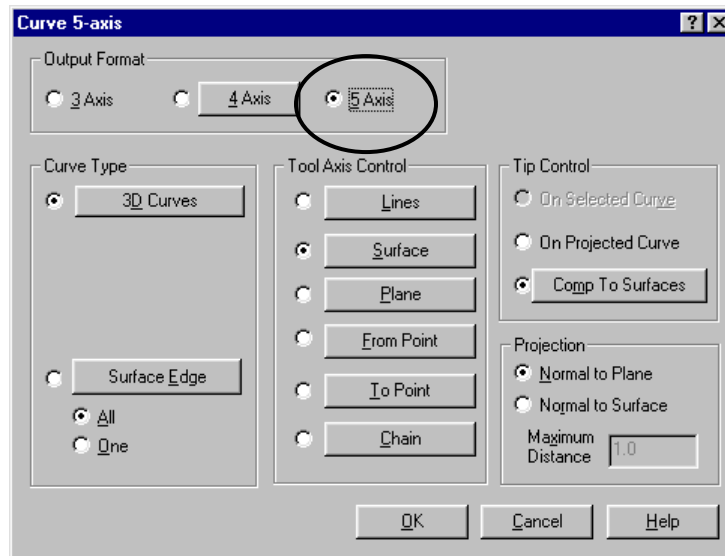 Curve 5-axis
Output Format
3 Axis
4 Axis
5 Axis
Curve Type
3D Curves
Surface Edge
All
One
Tool Axis Control
Lines
Surface
Plane
From Point
To Point
Chain
Tip Control
On Selected Curve
On Projected Curve
Comp To Surfaces
Projection
Normal to Plane
Normal to Surface
Maximum
Distance
1.0
OK
Cancel
Help